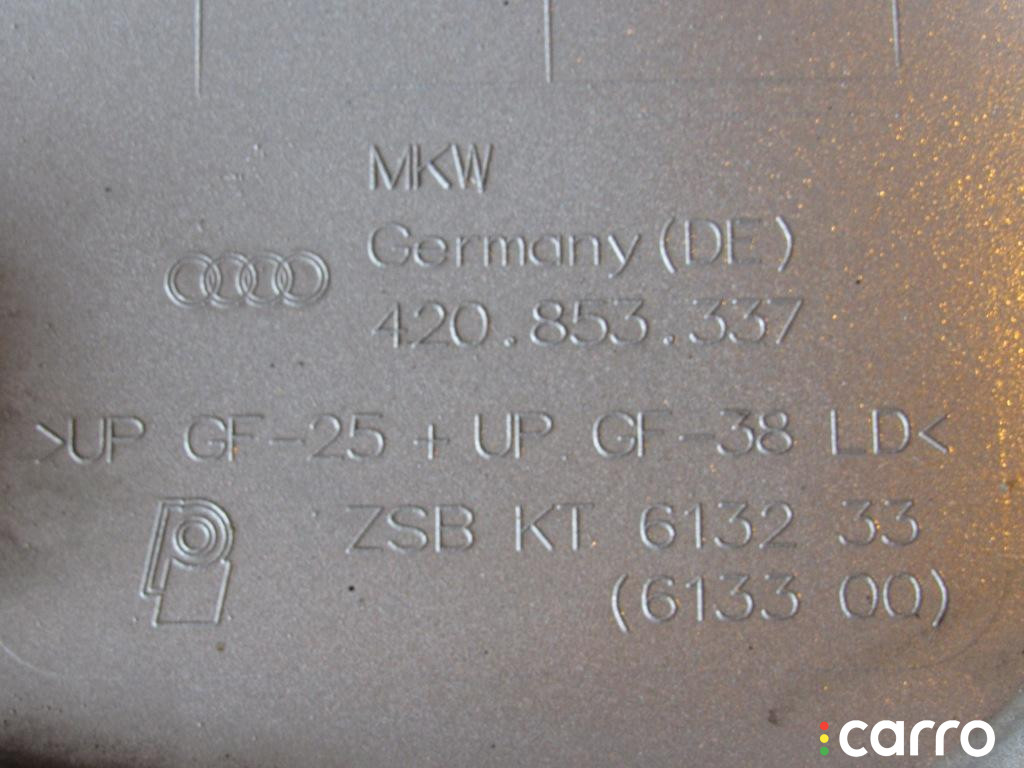 MKW
Germany (DE)
420.853.337
>UP GF-25 + UP GF-38 LD<
ZSB KT 6132 33
(6133 00)
carro